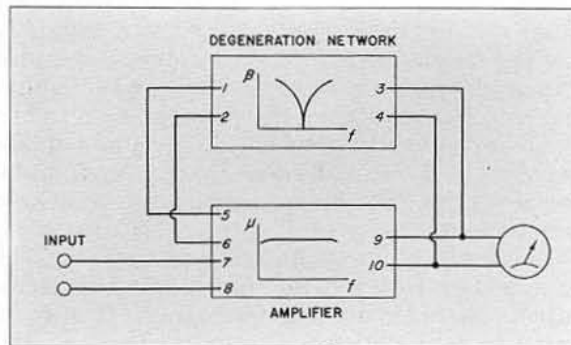 DEGENERATION NETWORK
β
f
1
2
3
4
INPUT
5
6
7
8
μ
f
9
10
AMPLIFIER